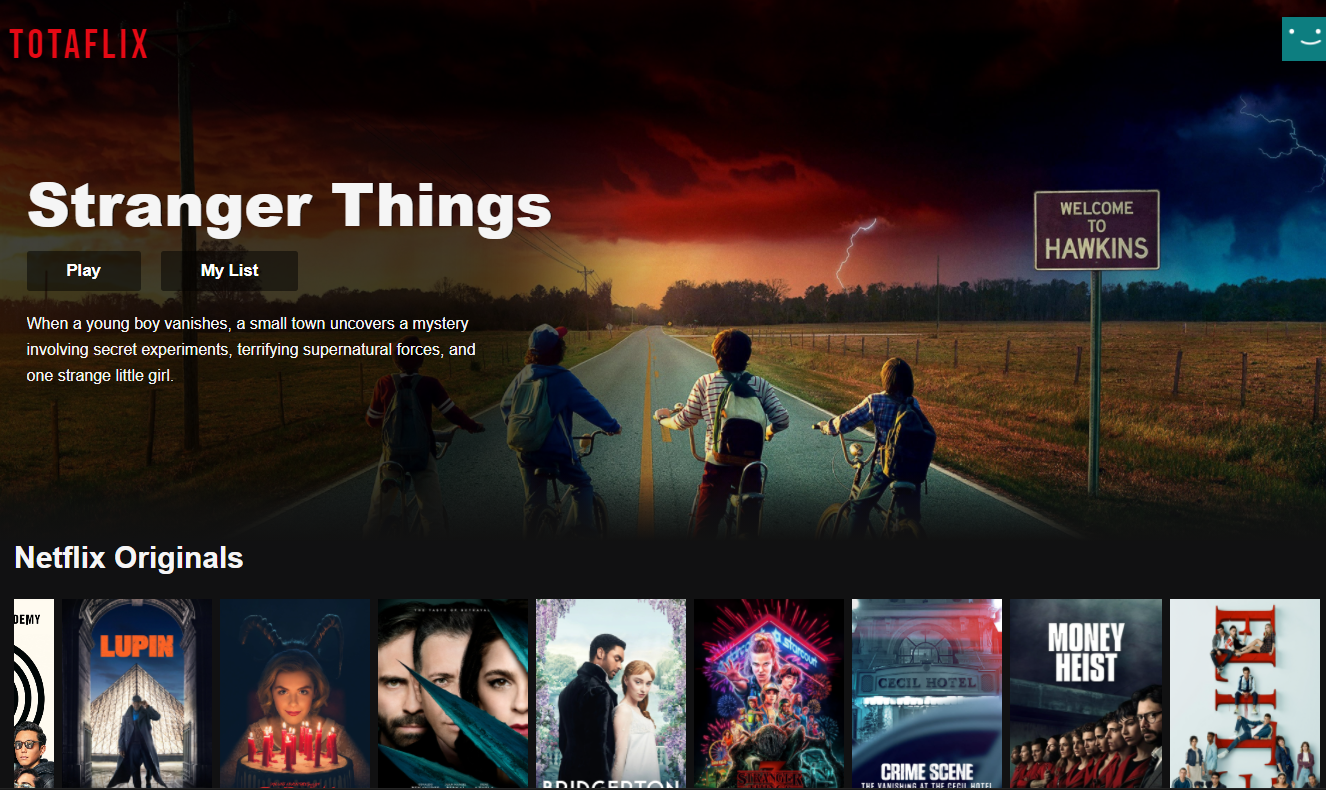 TOTAFLIX
WELCOME
TO
HAWKINS
Stranger Things
Play
My List
When a young boy vanishes, a small town uncovers a mystery
involving secret experiments, terrifying supernatural forces, and
one strange little girl.
Netflix Originals
DEMY
LUPIN
THE TASTE OF BETRAYAL
BRIDGERTON
starcourt
STRANGER
3
CECIL HOTEL
CRIME SCENE
THE VANISHING AT THE CECIL HOTEL
MONEY
HEIST
ELITE